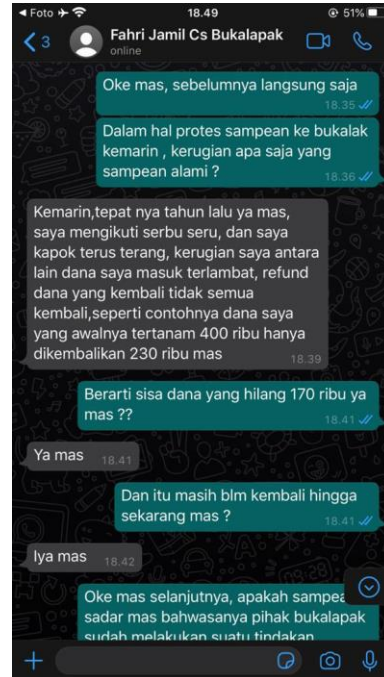 Foto
18.49
51%
3
Fahri Jamil Cs Bukalapak
online
Oke mas, sebelumnya langsung saja
18.35
Dalam hal protes sampean ke bukalak
kemarin , kerugian apa saja yang
sampean alami ?
18.36
Kemarin,tepat nya tahun lalu ya mas,
saya mengikuti serbu seru, dan saya
kapok terus terang, kerugian saya antara
lain dana saya masuk terlambat, refund
dana yang kembali tidak semua
kembali,seperti contohnya dana saya
yang awalnya tertanam 400 ribu hanya
dikembalikan 230 ribu mas
18.39
Berarti sisa dana yang hilang 170 ribu ya
mas ??
18.41
Ya mas
18.41
Dan itu masih blm kembali hingga
sekarang mas ?
18.41
Iya mas
18.42
Oke mas selanjutnya, apakah sampea
sadar mas bahwasanya pihak bukalapak
sudah melakukan suatu tindakan